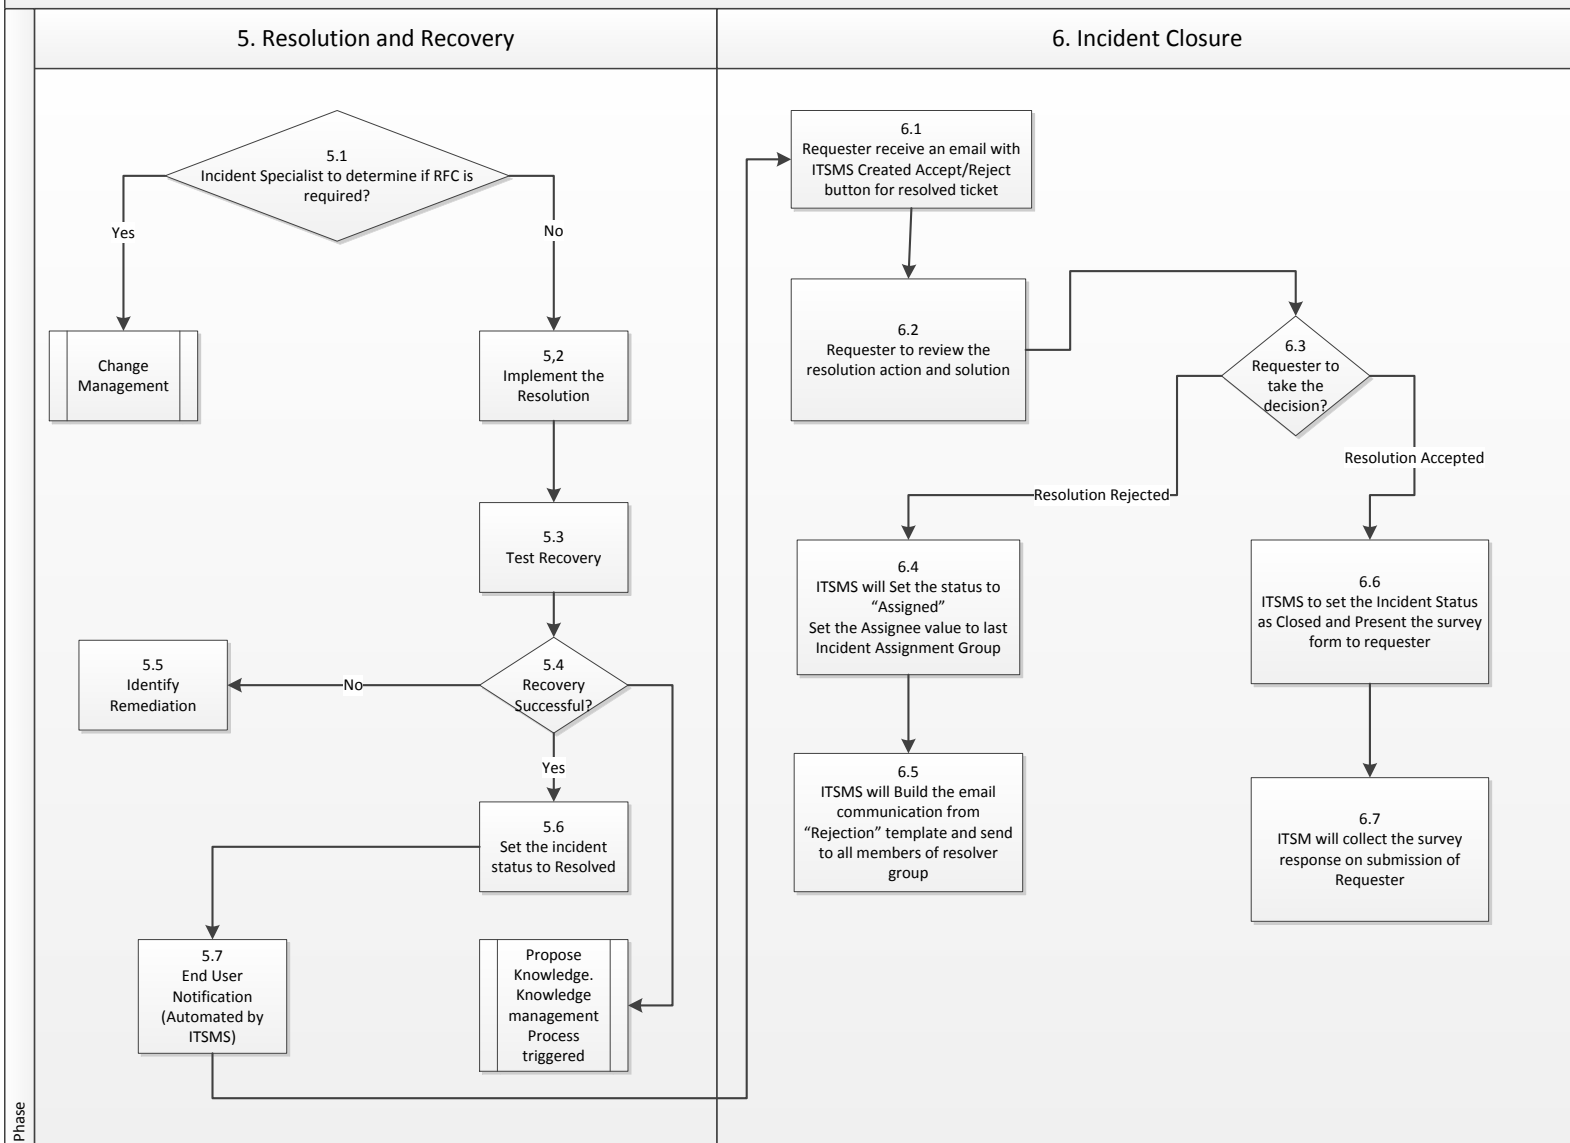 5. Resolution and Recovery
6. Incident Closure
5.1
Incident Specialist to determine if RFC is
required?
Yes
No
Change
Management
5,2
Implement the
Resolution
5.3
Test Recovery
5.4
Recovery
Successful?
No
5.5
Identify
Remediation
Yes
5.6
Set the incident
status to Resolved
5.7
End User
Notification
(Automated by
ITSMS)
Propose
Knowledge.
Knowledge
management
Process
triggered
6.1
Requester receive an email with
ITSMS Created Accept/Reject
button for resolved ticket
6.2
Requester to review the
resolution action and solution
6.3
Requester to
take the
decision?
Resolution Rejected
Resolution Accepted
6.4
ITSMS will Set the status to
“Assigned”
Set the Assignee value to last
Incident Assignment Group
6.5
ITSMS will Build the email
communication from
“Rejection” template and send
to all members of resolver
group
6.6
ITSMS to set the Incident Status
as Closed and Present the survey
form to requester
6.7
ITSM will collect the survey
response on submission of
Requester
Phase